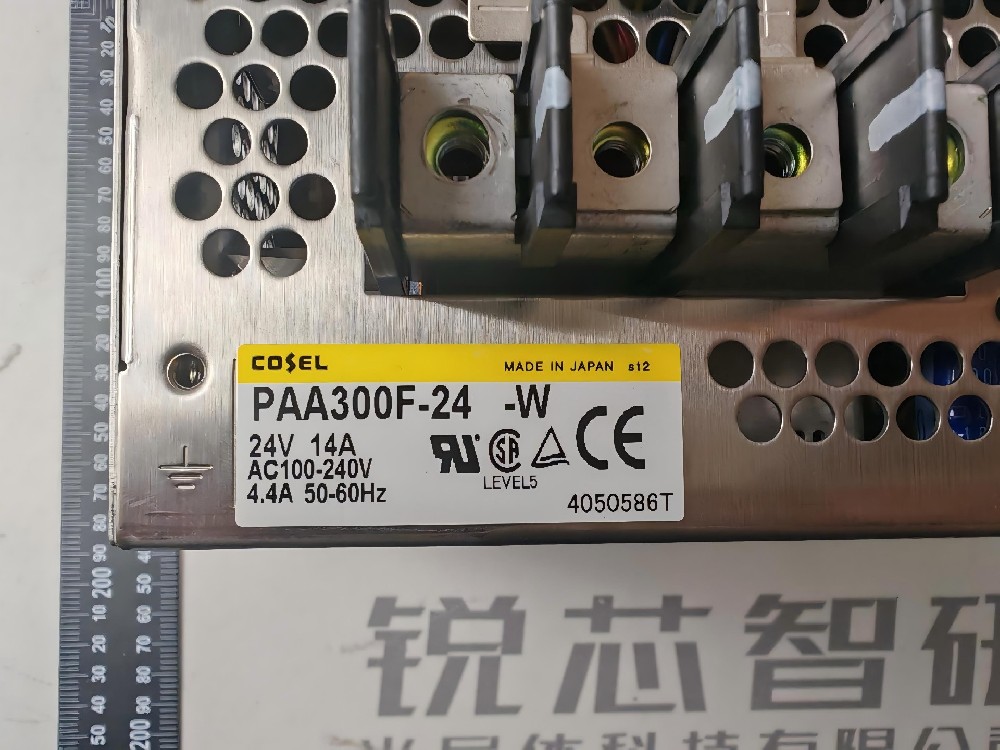 COSEL MADE IN JAPAN s12
PAA300F-24 -W
24V 14A
AC100-240V
4.4A 50-60Hz
LEVEL5
4050586T
CE
锐芯智研